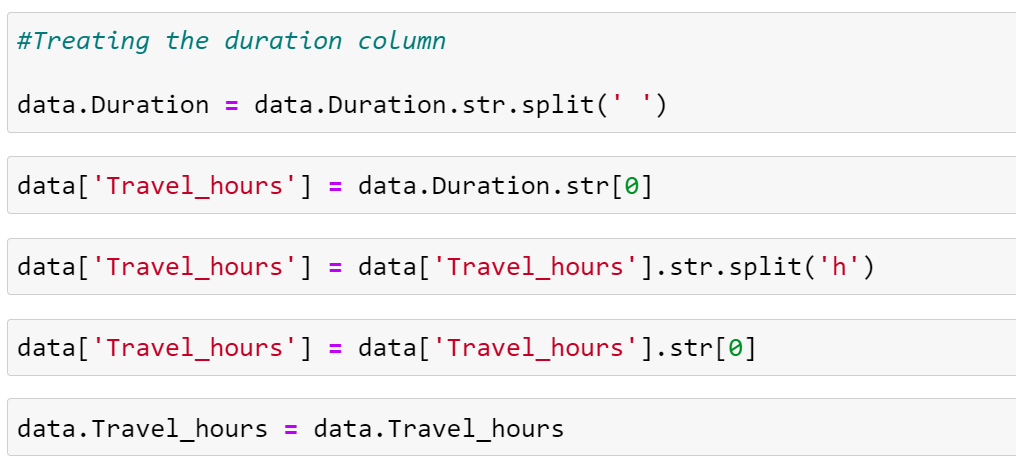 #Treating the duration column
data.Duration = data.Duration.str.split(' ')
data['Travel_hours'] = data.Duration.str[0]
data['Travel_hours'] = data['Travel_hours'].str.split('h')
data['Travel_hours'] = data['Travel_hours'].str[0]
data.Travel_hours = data.Travel_hours